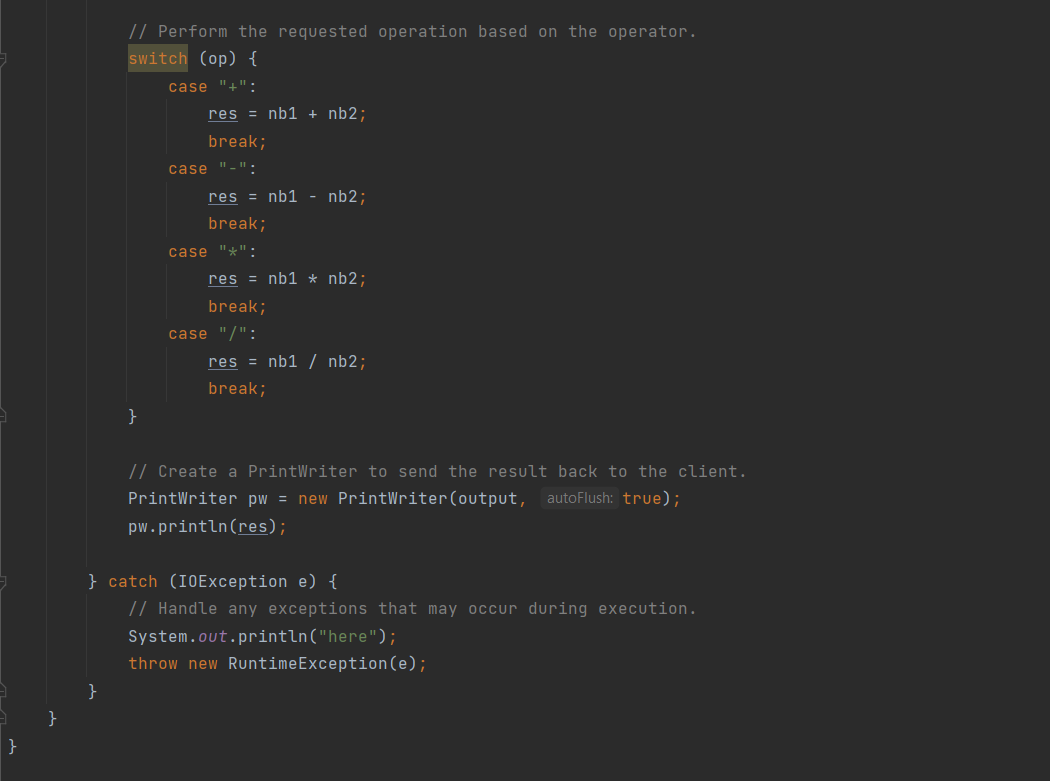 // Perform the requested operation based on the operator.
switch (op) {
case "+":
res = nb1 + nb2;
break;
case "-":
res = nb1 - nb2;
break;
case "*":
res = nb1 * nb2;
break;
case "/":
res = nb1 / nb2;
break;
}
// Create a PrintWriter to send the result back to the client.
PrintWriter pw = new PrintWriter(output, autoFlush: true);
pw.println(res);
} catch (IOException e) {
// Handle any exceptions that may occur during execution.
System.out.println("here");
throw new RuntimeException(e);
}
}
}